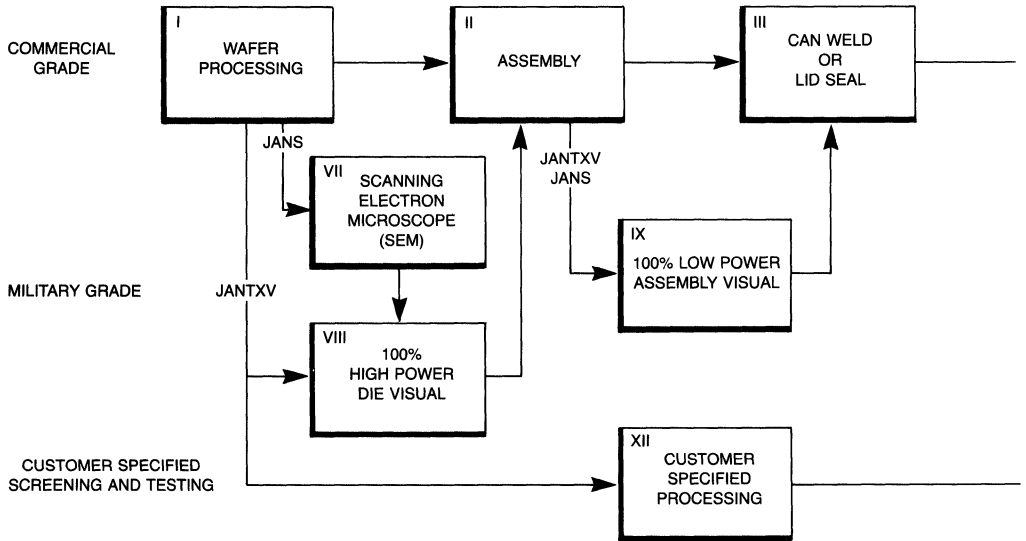 COMMERCIAL
GRADE
I
WAFER
PROCESSING
II
ASSEMBLY
III
CAN WELD
OR
LID SEAL
JANS
VII
SCANNING
ELECTRON
MICROSCOPE
(SEM)
JANTXV
JANS
IX
100% LOW POWER
ASSEMBLY VISUAL
MILITARY GRADE
JANTXV
VIII
100%
HIGH POWER
DIE VISUAL
CUSTOMER SPECIFIED
SCREENING AND TESTING
XII
CUSTOMER
SPECIFIED
PROCESSING